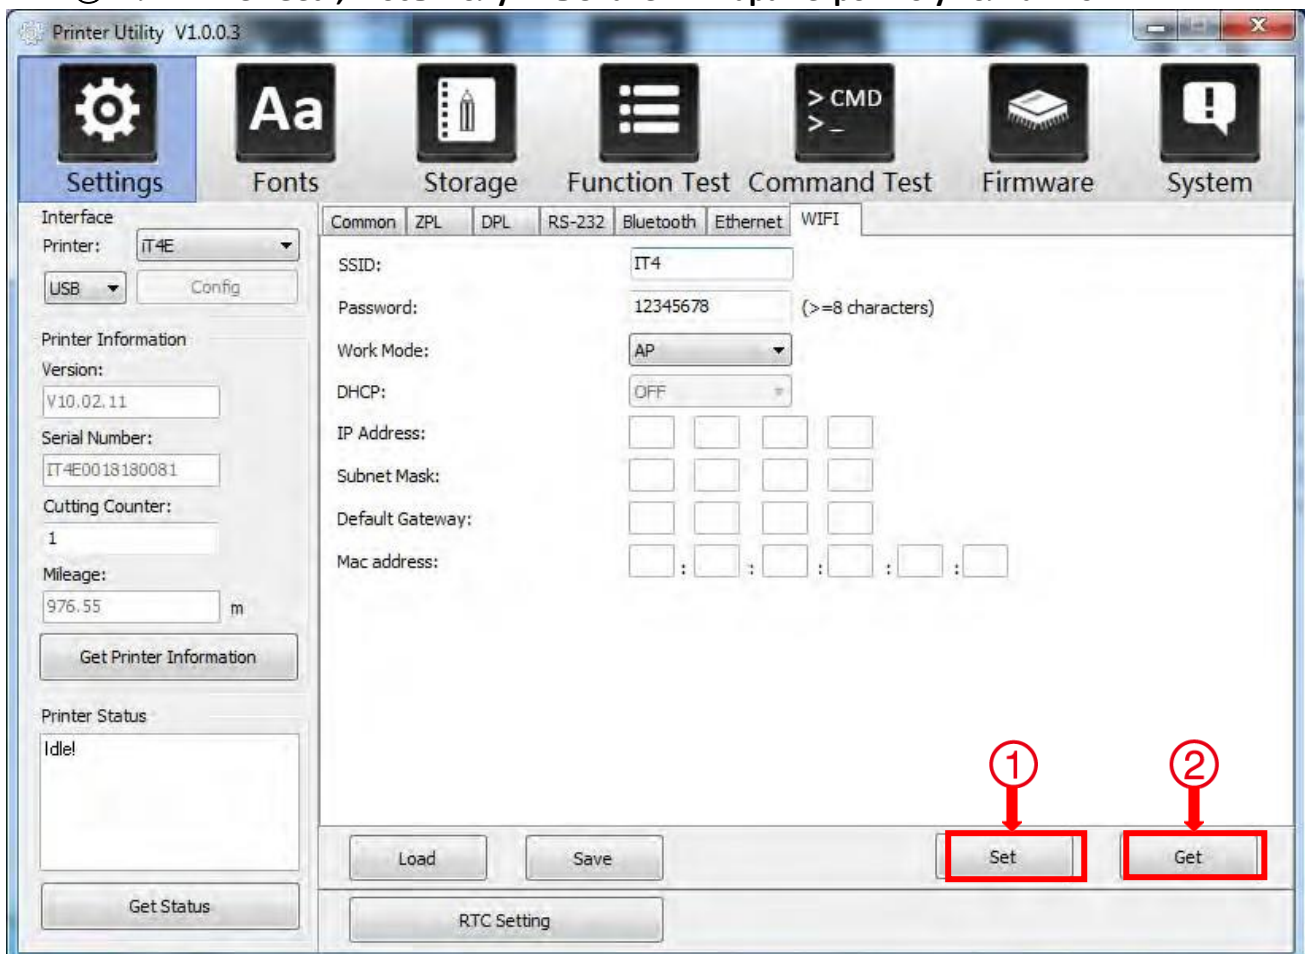 Printer Utility V1.0.0.3
Aa
> CMD
>_
Settings Fonts Storage Function Test Command Test Firmware System
Interface
Printer: iT4E
USB Config
Printer Information
Version:
V10.02.11
Serial Number:
IT4E0018180081
Cutting Counter:
1
Mileage:
976.55 m
Get Printer Information
Printer Status
Idle!
Get Status
Common ZPL DPL RS-232 Bluetooth Ethernet WIFI
SSID: IT4
Password: 12345678 (>=8 characters)
Work Mode: AP
DHCP: OFF
IP Address:
Subnet Mask:
Default Gateway:
Mac address: : : : : :
1 2
Load Save Set Get
RTC Setting